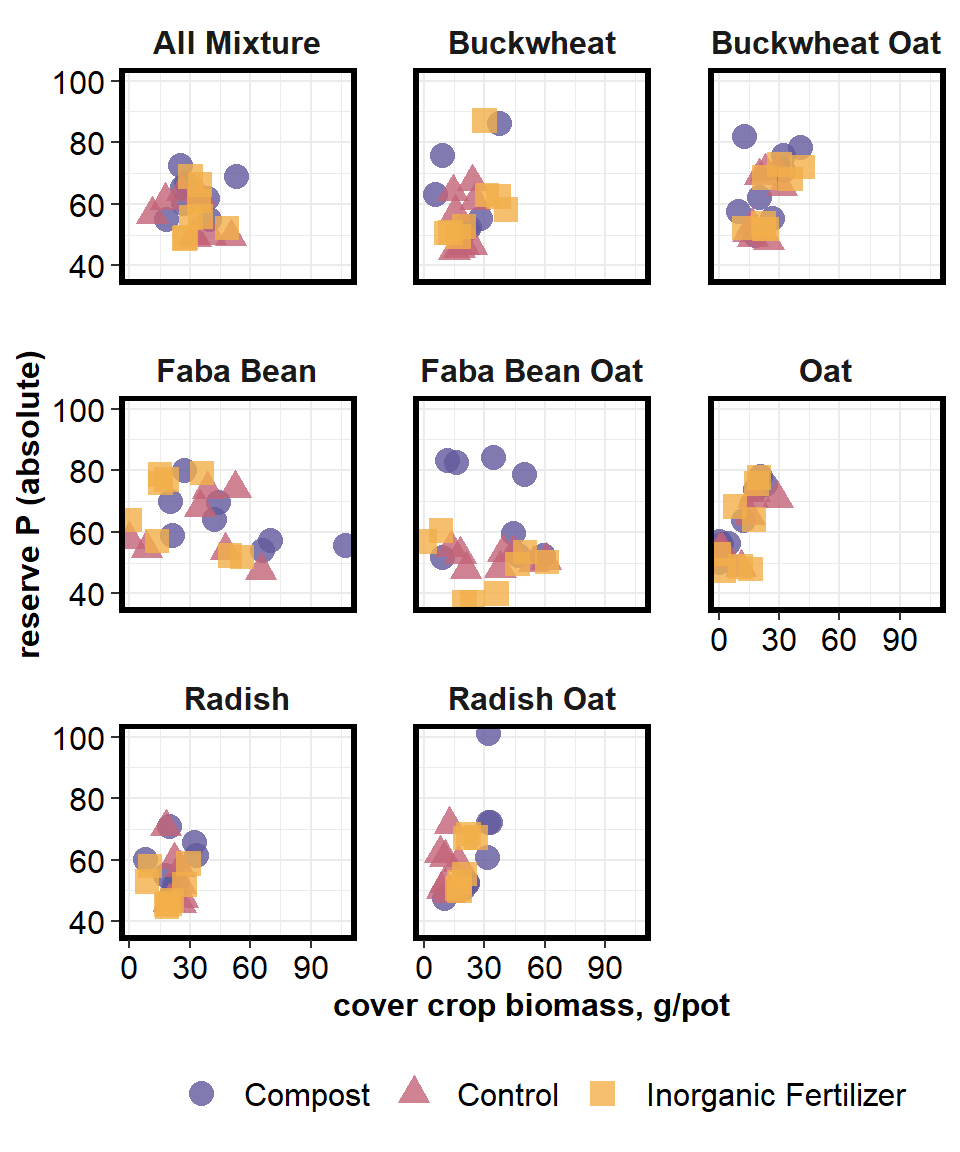 All Mixture Buckwheat Buckwheat Oat
100
80
60
40
Faba Bean Faba Bean Oat Oat
100
80
60
40
0 30 60 90
Radish Radish Oat
100
80
60
40
0 30 60 90 0 30 60 90
reserve P (absolute)
cover crop biomass, g/pot
Compost Control Inorganic Fertilizer